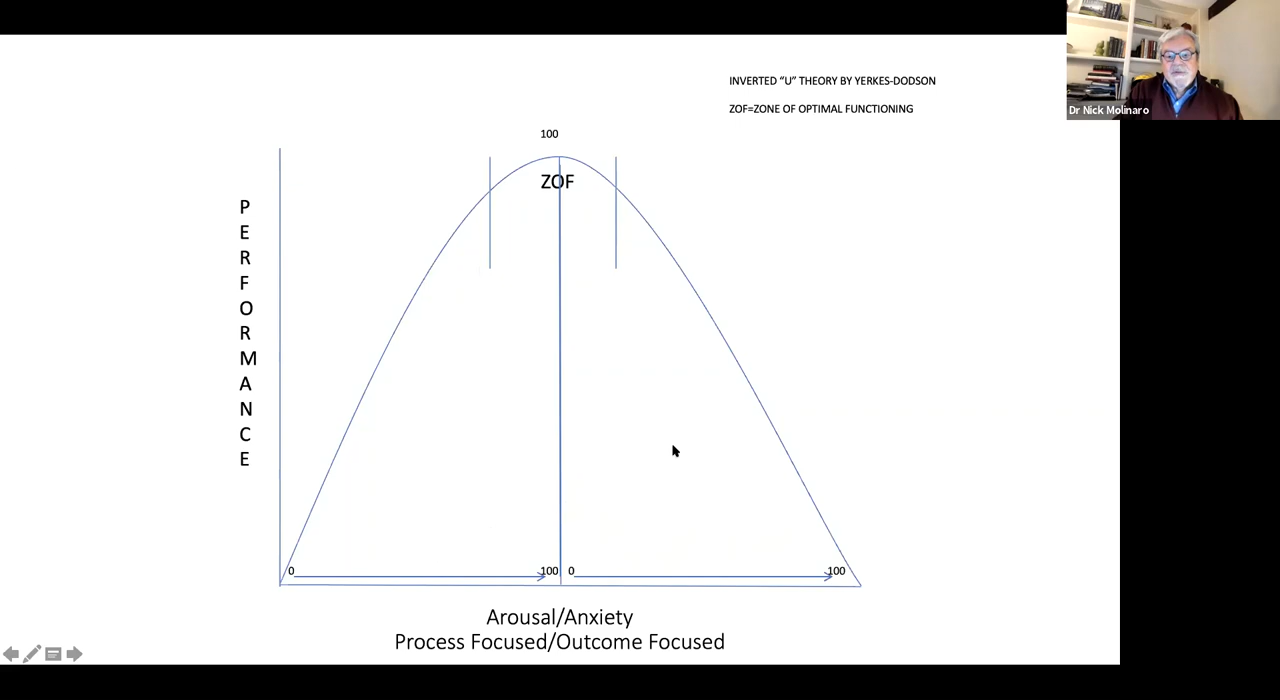 INVERTED “U” THEORY BY YERKES-DODSON
Dr Nick Molinaro
ZOF=ZONE OF OPTIMAL FUNCTIONING
100
ZOF
P
E
R
F
O
R
M
A
N
C
E
0
100
0
100
Arousal/Anxiety
Process Focused/Outcome Focused